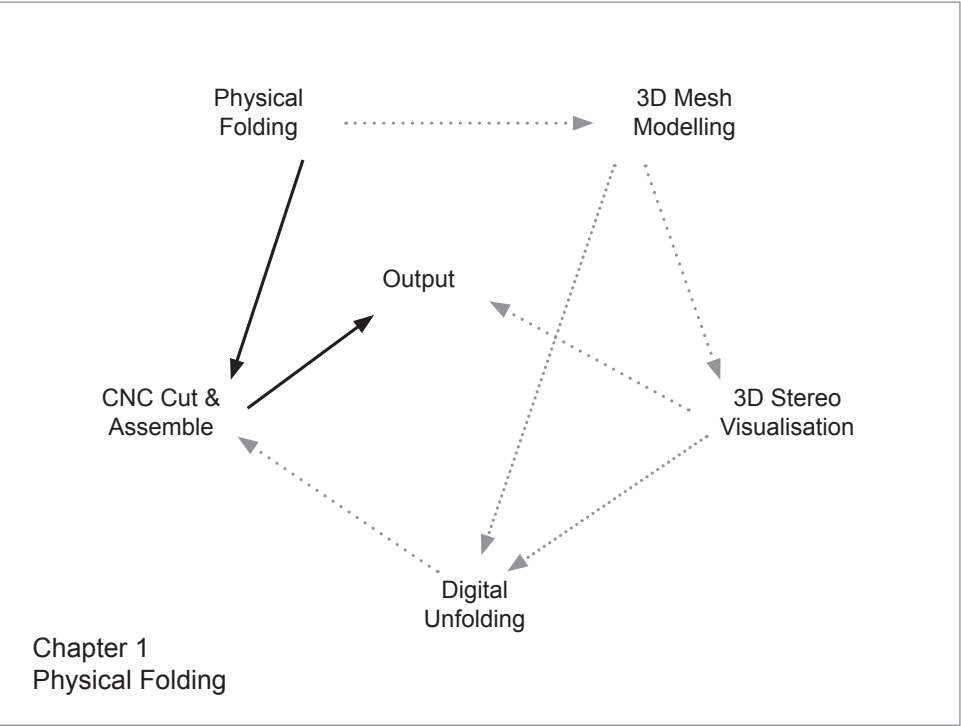 Physical
Folding
3D Mesh
Modelling
Output
CNC Cut &
Assemble
3D Stereo
Visualisation
Digital
Unfolding
Chapter 1
Physical Folding